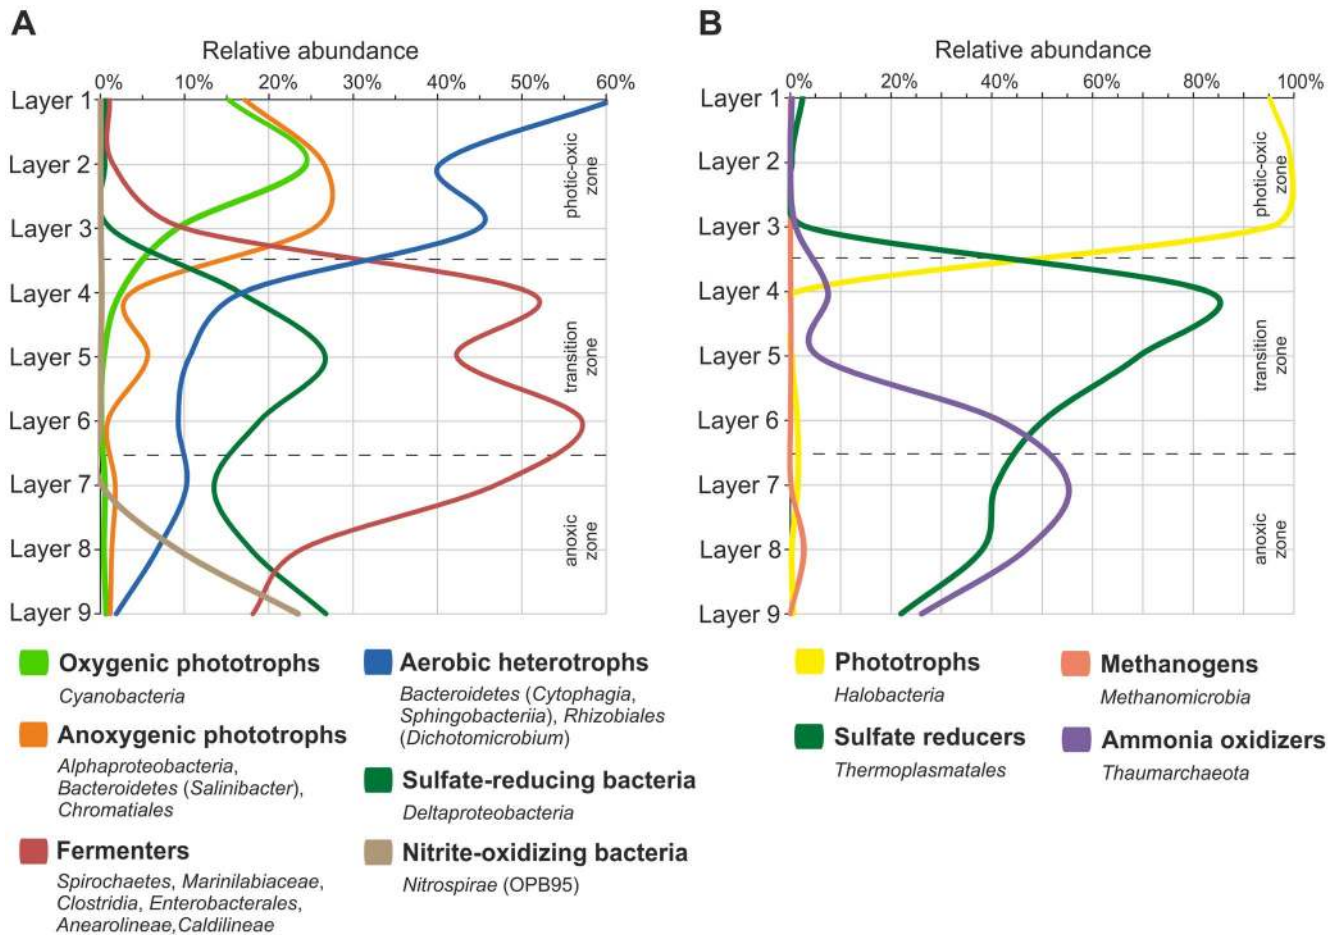 A
Relative abundance
0% 10% 20% 30% 40% 50% 60%
Layer 1
Layer 2
Layer 3
Layer 4
Layer 5
Layer 6
Layer 7
Layer 8
Layer 9
photic-oxic
zone
transition
zone
anoxic
zone
B
Relative abundance
0% 20% 40% 60% 80% 100%
Layer 1
Layer 2
Layer 3
Layer 4
Layer 5
Layer 6
Layer 7
Layer 8
Layer 9
photic-oxic
zone
transition
zone
anoxic
zone
Oxygenic phototrophs
Cyanobacteria
Anoxygenic phototrophs
Alphaproteobacteria,
Bacteroidetes (Salinibacter),
Chromatiales
Fermenters
Spirochaetes, Marinilabiaceae,
Clostridia, Enterobacterales,
Anearolineae,Caldilineae
Aerobic heterotrophs
Bacteroidetes (Cytophagia,
Sphingobacteriia), Rhizobiales
(Dichotomicrobium)
Sulfate-reducing bacteria
Deltaproteobacteria
Nitrite-oxidizing bacteria
Nitrospirae (OPB95)
Phototrophs
Halobacteria
Sulfate reducers
Thermoplasmatales
Methanogens
Methanomicrobia
Ammonia oxidizers
Thaumarchaeota